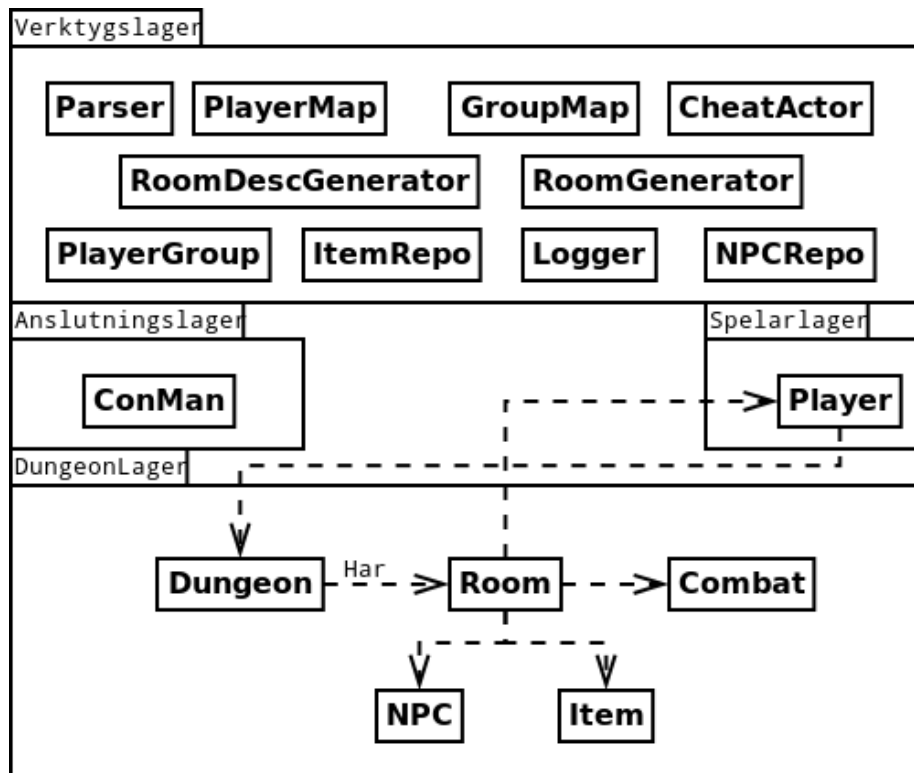 Verktygslager
Parser PlayerMap GroupMap CheatActor
RoomDescGenerator RoomGenerator
PlayerGroup ItemRepo Logger NPCRepo
Anslutningslager Spelarlager
ConMan Player
DungeonLager
Har
Dungeon Room Combat
NPC Item